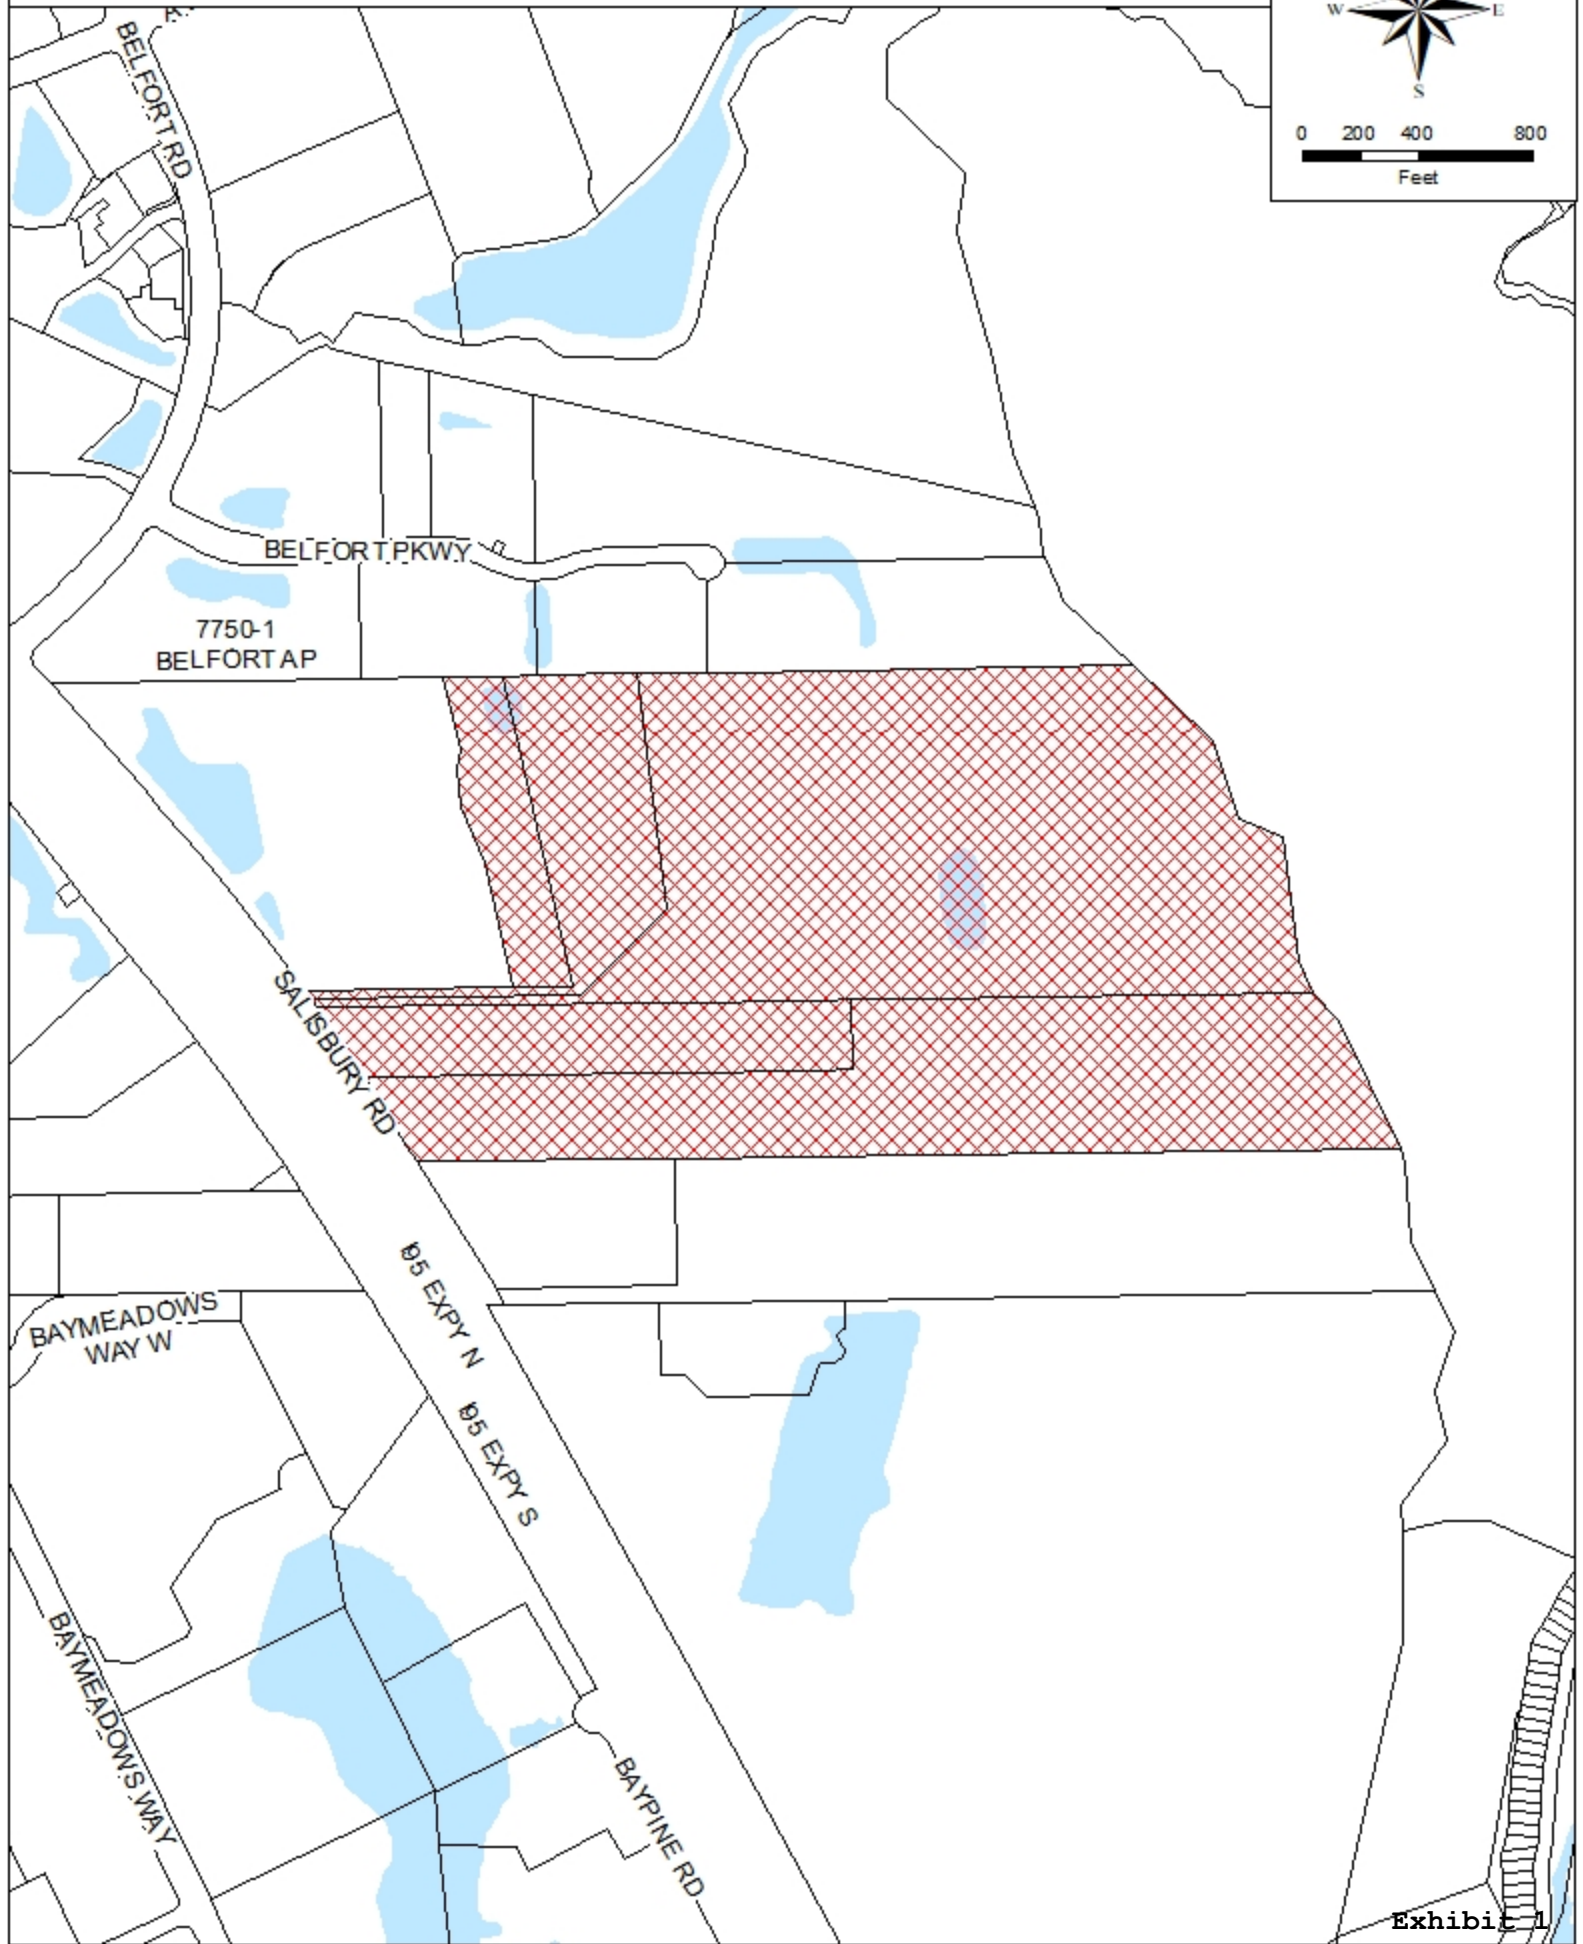 W E
S
0 200 400 800
Feet
BELFORT RD
BELFORT PKWY
7750-1
BELFORT AP
SALISBURY RD
I95 EXPY N
BAYMEADOWS
WAY W
I95 EXPY S
BAYMEADOWS WAY
BAYPINE RD
Exhibit 1